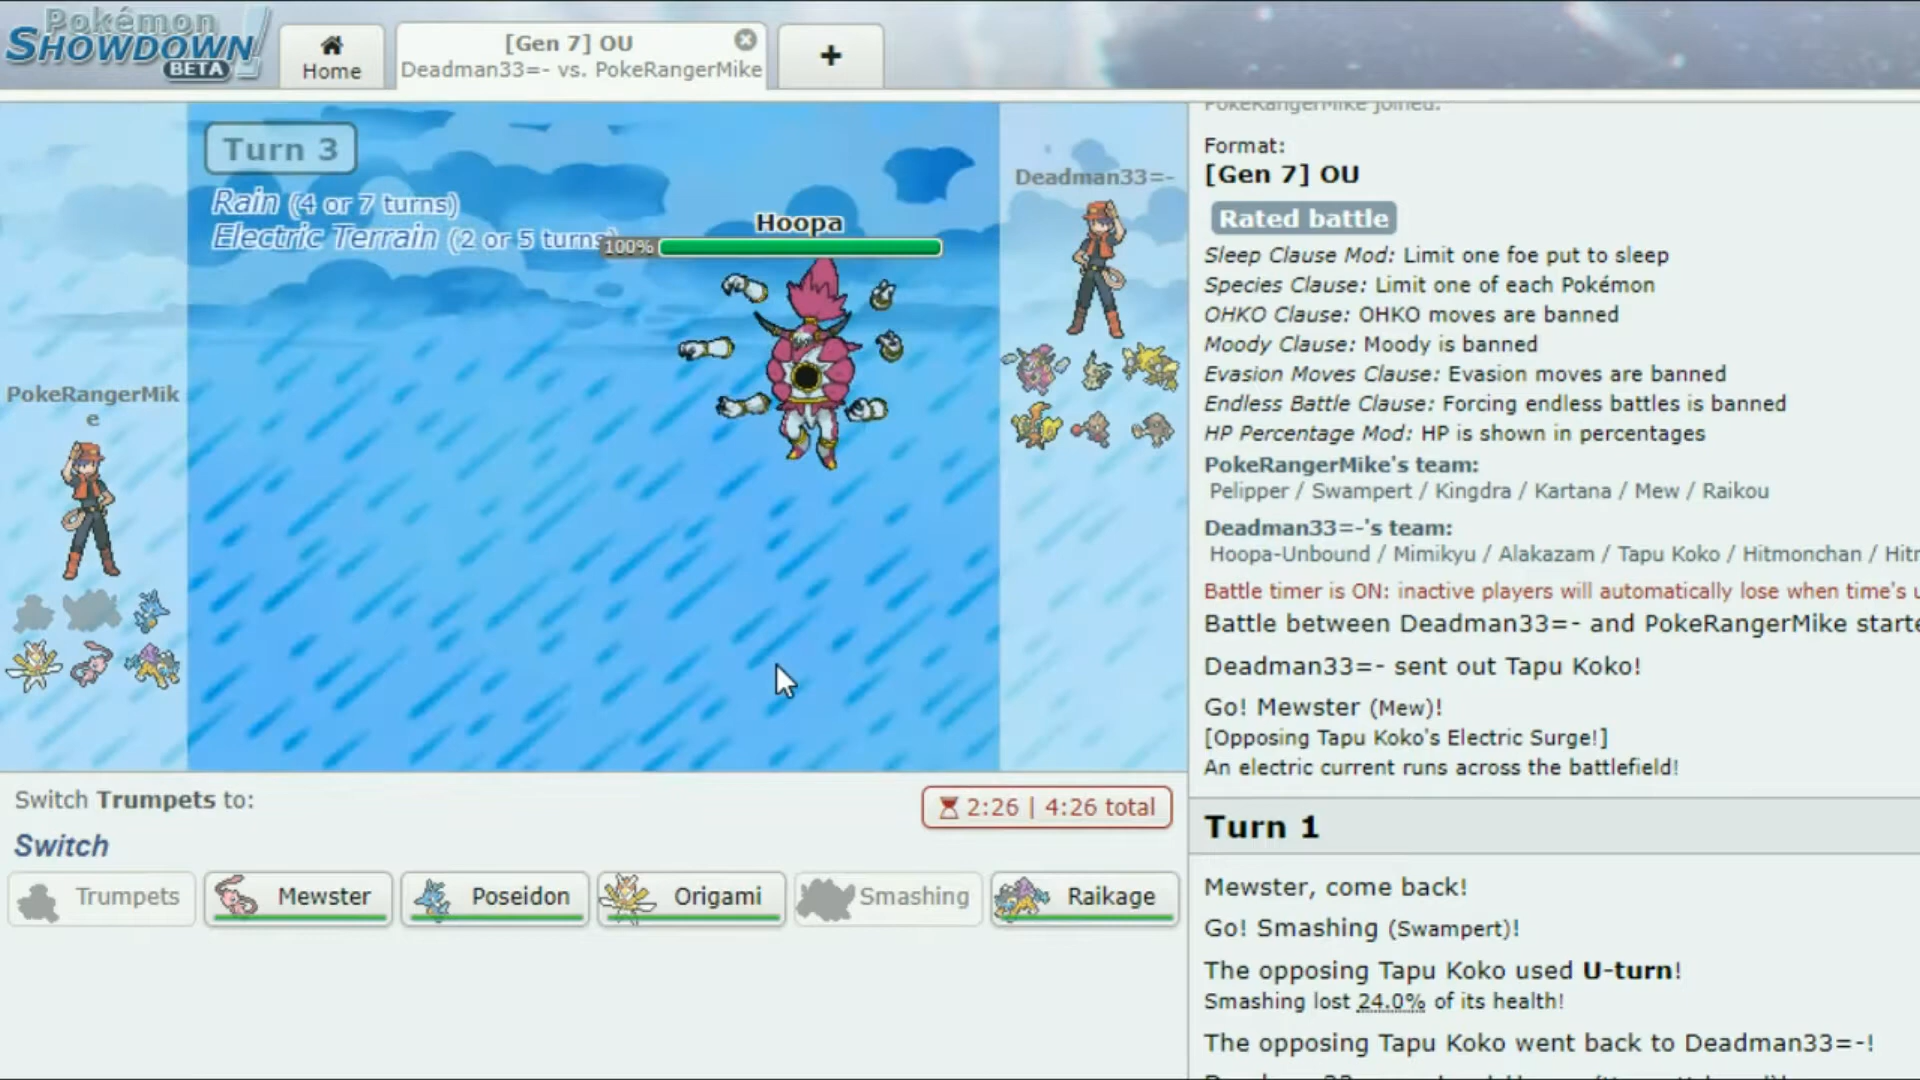 Pokémon
SHOWDOWN!
BETA
Home
[Gen 7] OU
Deadman33=- vs. PokeRangerMike
+
Turn 3
Rain (4 or 7 turns)
Electric Terrain (2 or 5 turns)
Hoopa
100%
PokeRangerMik
e
Deadman33=-
Switch Trumpets to:
2:26 | 4:26 total
Switch
Trumpets
Mewster
Poseidon
Origami
Smashing
Raikage
PokeRangerMike joined.
Format:
[Gen 7] OU
Rated battle
Sleep Clause Mod: Limit one foe put to sleep
Species Clause: Limit one of each Pokémon
OHKO Clause: OHKO moves are banned
Moody Clause: Moody is banned
Evasion Moves Clause: Evasion moves are banned
Endless Battle Clause: Forcing endless battles is banned
HP Percentage Mod: HP is shown in percentages
PokeRangerMike's team:
Pelipper / Swampert / Kingdra / Kartana / Mew / Raikou
Deadman33=-'s team:
Hoopa-Unbound / Mimikyu / Alakazam / Tapu Koko / Hitmonchan / Hitr
Battle timer is ON: inactive players will automatically lose when time's u
Battle between Deadman33=- and PokeRangerMike starte
Deadman33=- sent out Tapu Koko!
Go! Mewster (Mew)!
[Opposing Tapu Koko's Electric Surge!]
An electric current runs across the battlefield!
Turn 1
Mewster, come back!
Go! Smashing (Swampert)!
The opposing Tapu Koko used U-turn!
Smashing lost 24.0% of its health!
The opposing Tapu Koko went back to Deadman33=-!